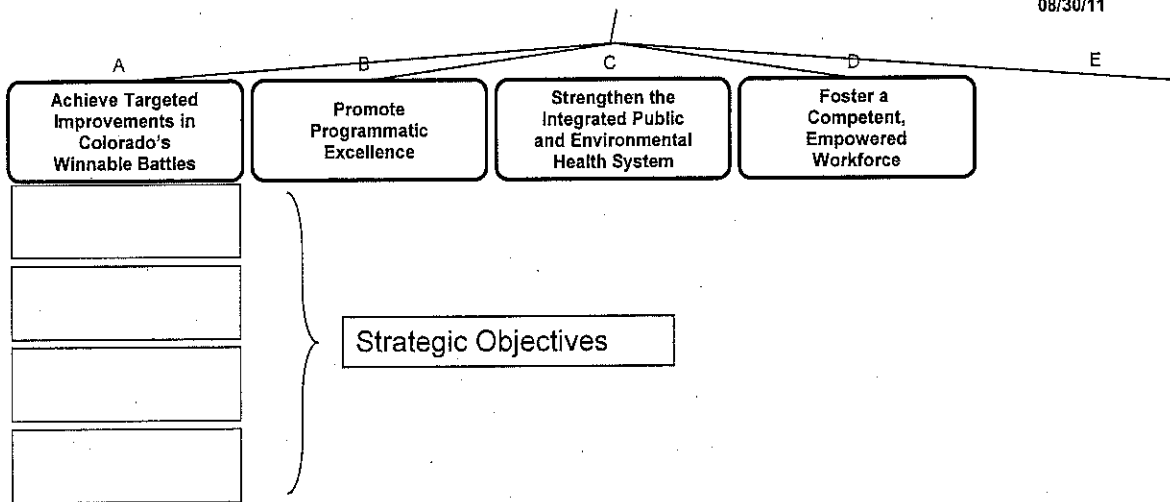 08/30/11
A
B
C
D
E
Achieve Targeted
Improvements in
Colorado's
Winnable Battles
Promote
Programmatic
Excellence
Strengthen the
Integrated Public
and Environmental
Health System
Foster a
Competent,
Empowered
Workforce
Strategic Objectives